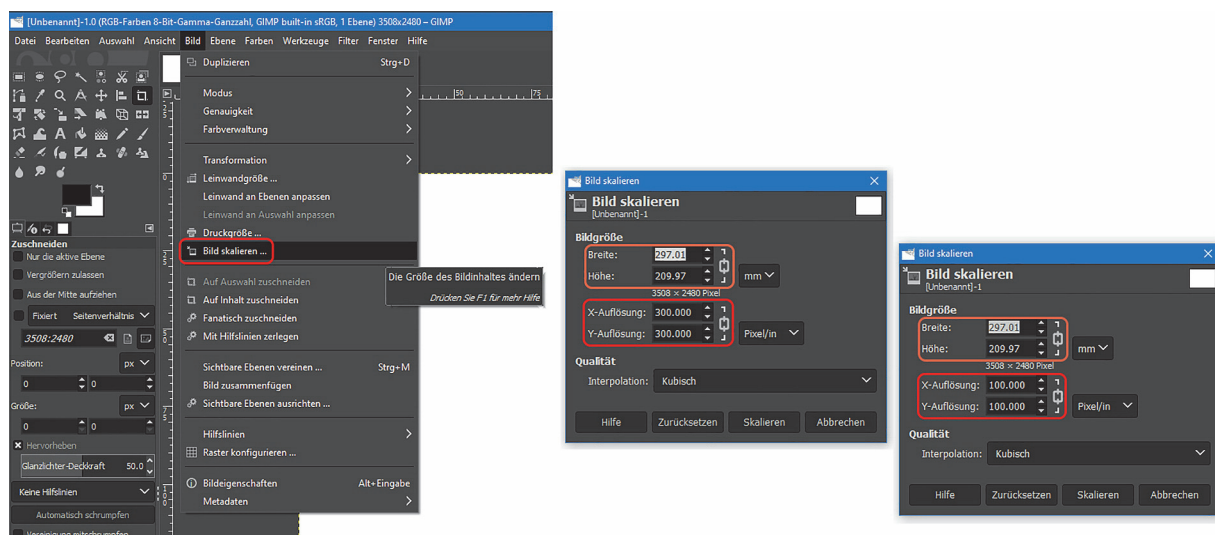 [Unbenannt]-1.0 (RGB-Farben 8-Bit-Gamma-Ganzzahl, GIMP built-in sRGB, 1 Ebene) 3508x2480 – GIMP
Datei Bearbeiten Auswahl Ansicht Bild Ebene Farben Werkzeuge Filter Fenster Hilfe
Duplizieren Strg+D
Modus
Genauigkeit
Farbverwaltung
Transformation
Leinwandgröße ...
Leinwand an Ebenen anpassen
Leinwand an Auswahl anpassen
Druckgröße ...
Bild skalieren ...
Die Größe des Bildinhaltes ändern
Drücken Sie F1 für mehr Hilfe
Auf Auswahl zuschneiden
Auf Inhalt zuschneiden
Fanatisch zuschneiden
Mit Hilfslinien zerlegen
Sichtbare Ebenen vereinen ... Strg+M
Bild zusammenfügen
Sichtbare Ebenen ausrichten ...
Hilfslinien
Raster konfigurieren ...
Bildeigenschaften Alt+Eingabe
Metadaten
50 75
Zuschneiden
Nur die aktive Ebene
Vergrößern zulassen
Aus der Mitte aufziehen
Fixiert Seitenverhältnis
3508:2480
Position: px
0 0
Größe: px
0 0
Hervorheben
Glanzlichter-Deckkraft 50.0
Keine Hilfslinien
Automatisch schrumpfen
Vereinigung mitschrumpfen
Bild skalieren
Bild skalieren
[Unbenannt]-1
Bildgröße
Breite: 297.01
Höhe: 209.97 mm
3508 × 2480 Pixel
X-Auflösung: 300.000
Y-Auflösung: 300.000 Pixel/in
Qualität
Interpolation: Kubisch
Hilfe Zurücksetzen Skalieren Abbrechen
Bild skalieren
Bild skalieren
[Unbenannt]-1
Bildgröße
Breite: 297.01
Höhe: 209.97 mm
3508 × 2480 Pixel
X-Auflösung: 100.000
Y-Auflösung: 100.000 Pixel/in
Qualität
Interpolation: Kubisch
Hilfe Zurücksetzen Skalieren Abbrechen